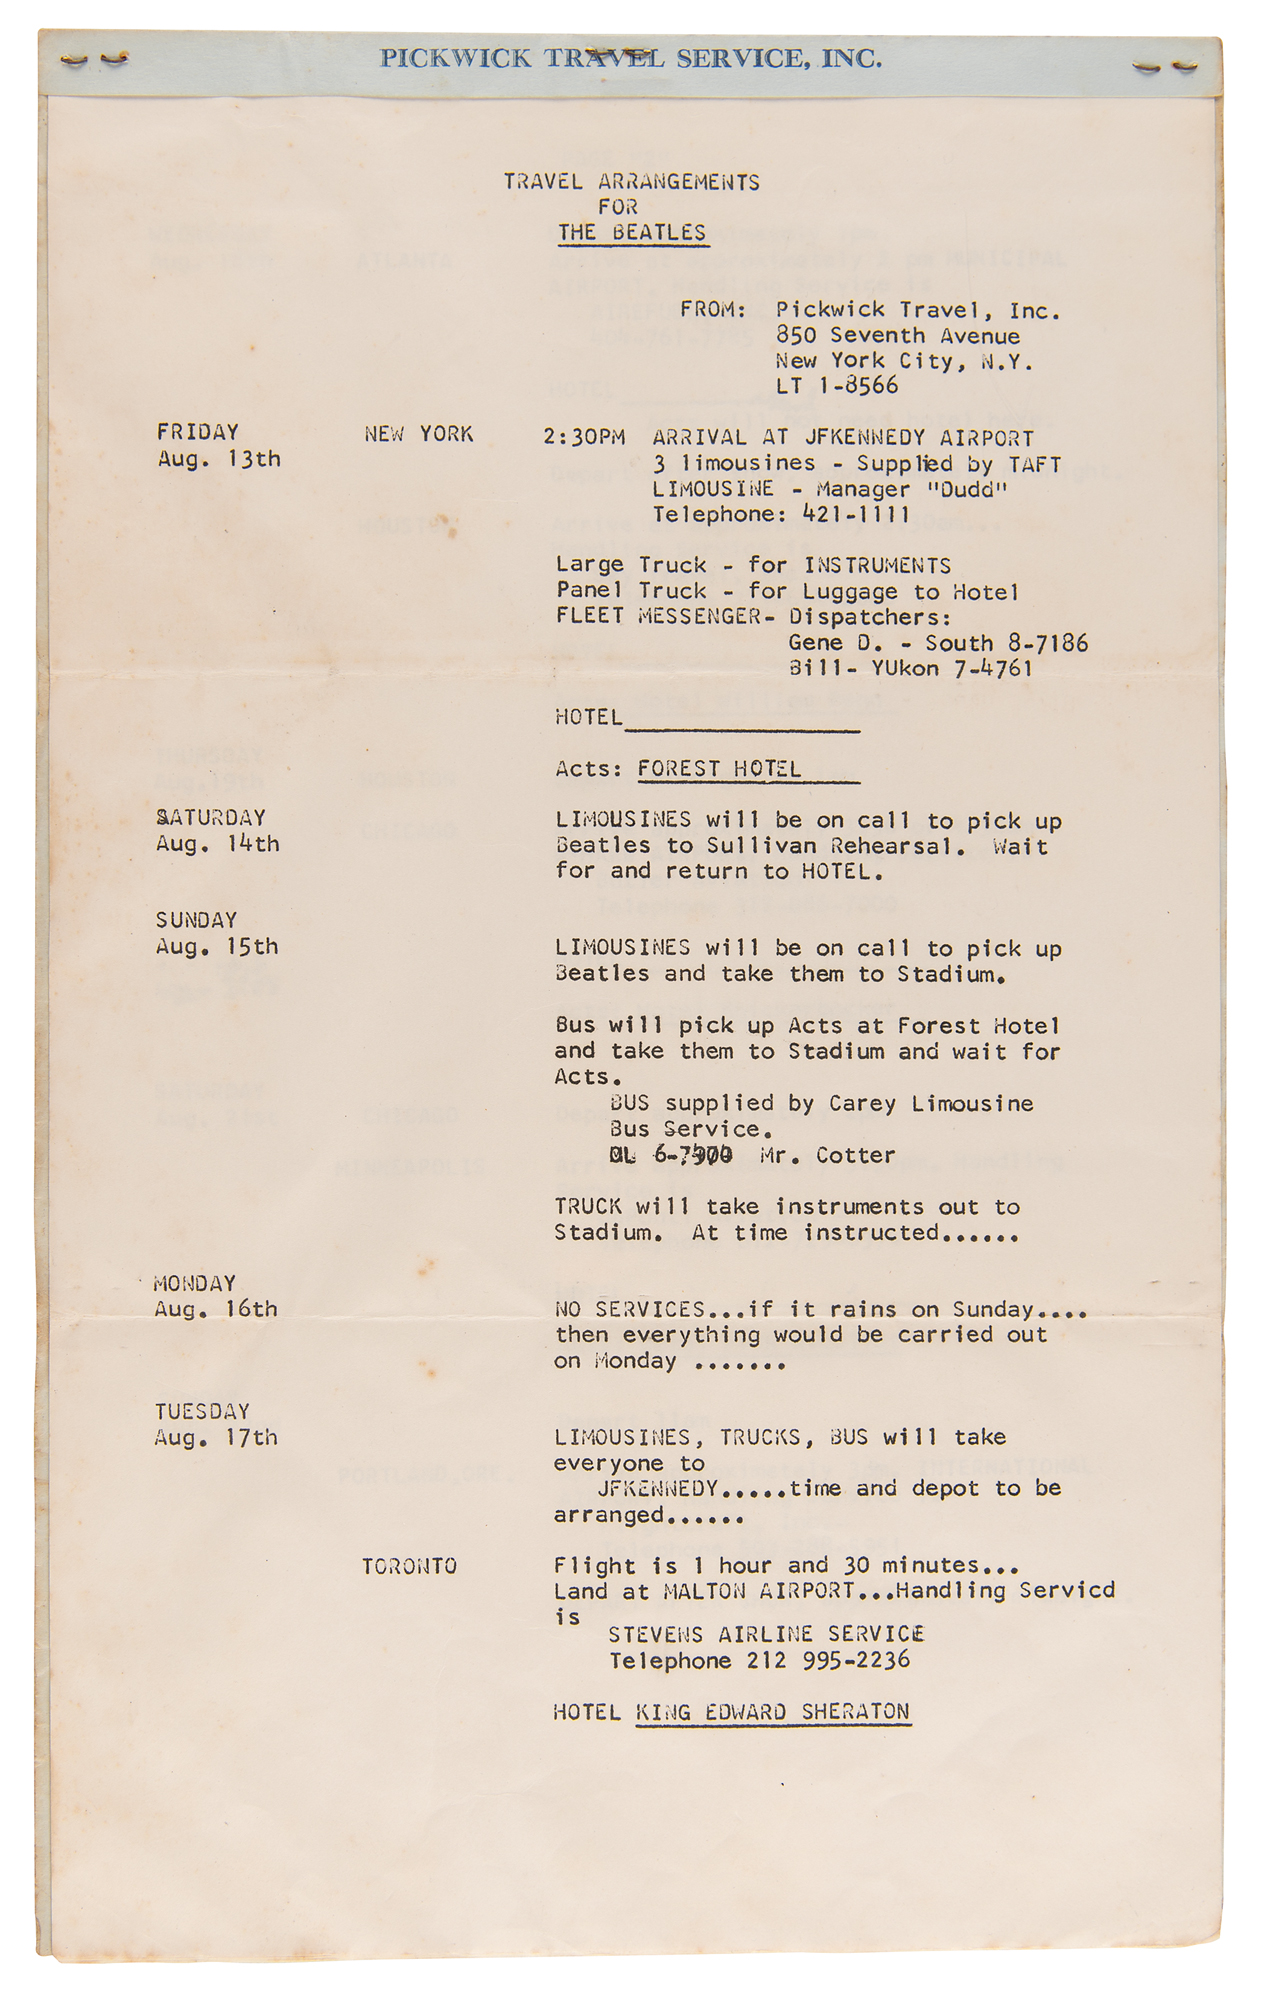 PICKWICK TRAVEL SERVICE, INC.
TRAVEL ARRANGEMENTS
FOR
THE BEATLES
FROM: Pickwick Travel, Inc.
850 Seventh Avenue
New York City, N.Y.
LT 1-8566
FRIDAY NEW YORK 2:30PM ARRIVAL AT JFKENNEDY AIRPORT
Aug. 13th 3 limousines - Supplied by TAFT
LIMOUSINE - Manager "Dudd"
Telephone: 421-1111
Large Truck - for INSTRUMENTS
Panel Truck - for Luggage to Hotel
FLEET MESSENGER- Dispatchers:
Gene D. - South 8-7186
Bill- YUkon 7-4761
HOTEL
Acts: FOREST HOTEL
SATURDAY LIMOUSINES will be on call to pick up
Aug. 14th Beatles to Sullivan Rehearsal. Wait
for and return to HOTEL.
SUNDAY
Aug. 15th LIMOUSINES will be on call to pick up
Beatles and take them to Stadium.
Bus will pick up Acts at Forest Hotel
and take them to Stadium and wait for
Acts.
BUS supplied by Carey Limousine
Bus Service.
Mr. Cotter
TRUCK will take instruments out to
Stadium. At time instructed......
MONDAY
Aug. 16th NO SERVICES...if it rains on Sunday....
then everything would be carried out
on Monday .......
TUESDAY
Aug. 17th LIMOUSINES, TRUCKS, BUS will take
everyone to
JFKENNEDY.....time and depot to be
arranged......
TORONTO Flight is 1 hour and 30 minutes...
Land at MALTON AIRPORT...Handling Servicd
is
STEVENS AIRLINE SERVICE
Telephone 212 995-2236
HOTEL KING EDWARD SHERATON